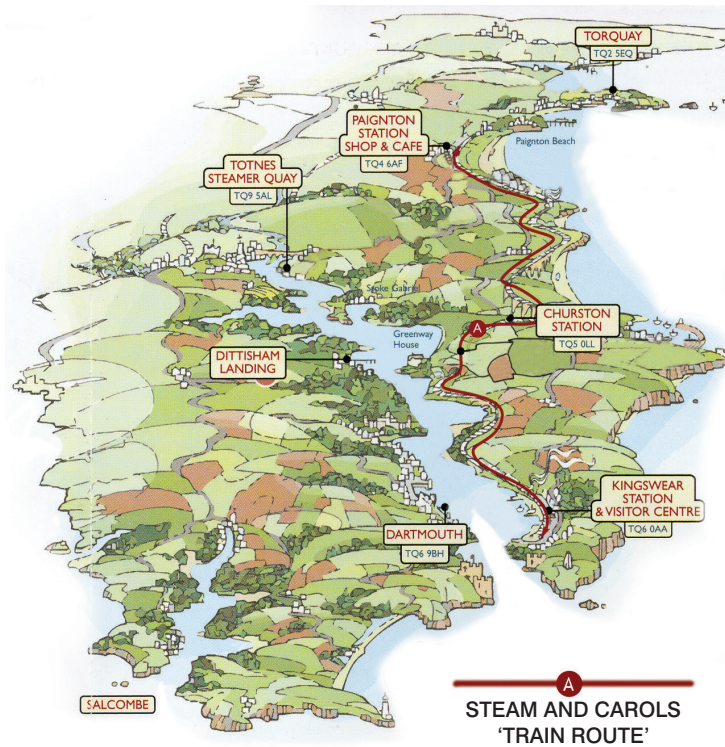 TORQUAY
TQ2 5EQ
PAIGNTON
STATION
SHOP & CAFE
TQ4 6AF
Paignton Beach
TOTNES
STEAMER QUAY
TQ9 5AL
Stoke Gabriel
CHURSTON
STATION
TQ5 0LL
A
Greenway
House
DITTISHAM
LANDING
KINGSWEAR
STATION
& VISITOR CENTRE
TQ6 0AA
DARTMOUTH
TQ6 9BH
SALCOMBE
A
STEAM AND CAROLS
‘TRAIN ROUTE’